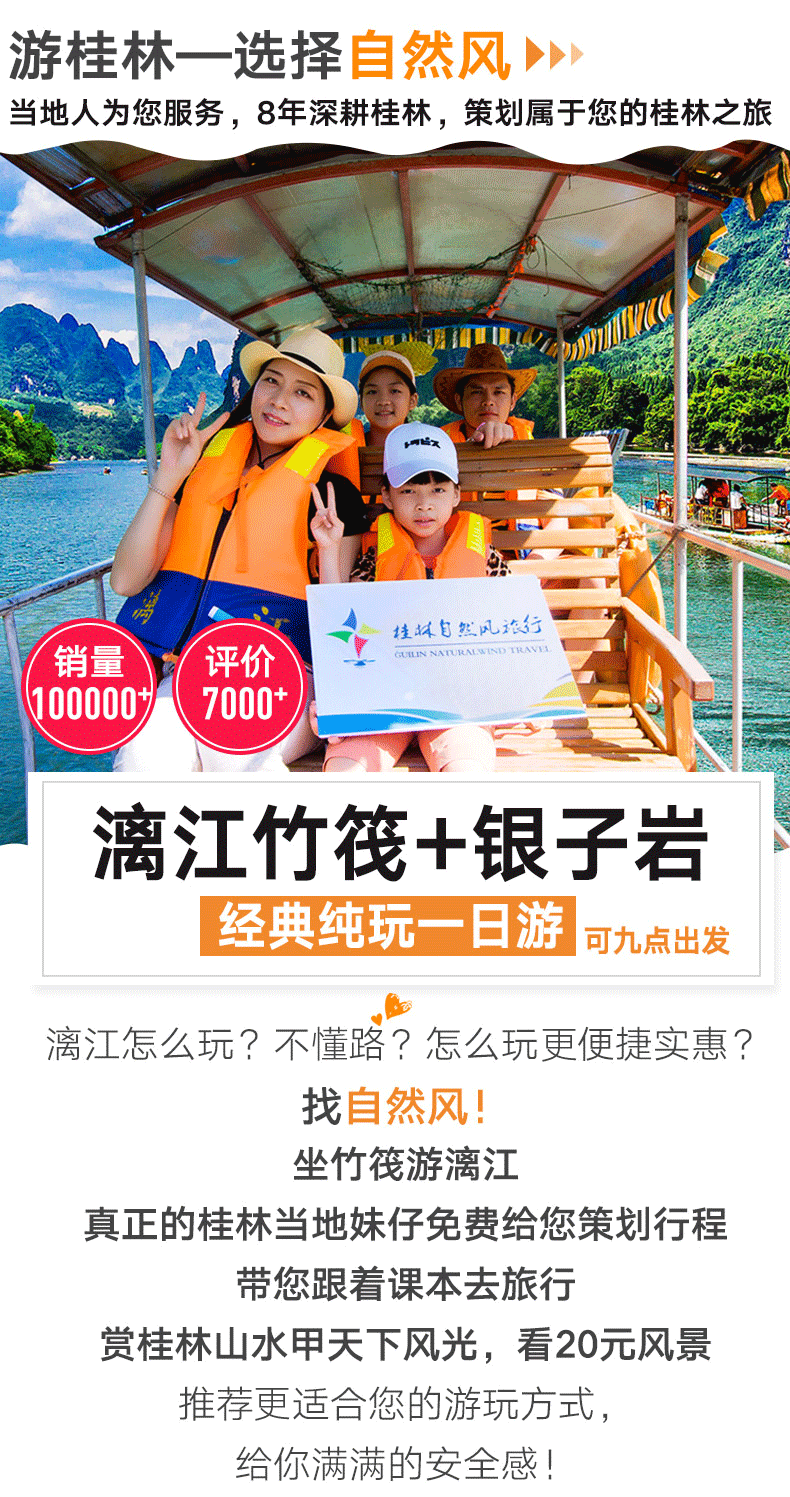 游桂林—选择自然风
当地人为您服务，8年深耕桂林，策划属于您的桂林之旅
トラピス
桂林自然风旅行
GUILIN NATURALWIND TRAVEL
漓 江
销量
100000+
评价
7000+
漓江竹筏+银子岩
经典纯玩一日游 可九点出发
漓江怎么玩？不懂路？怎么玩更便捷实惠？
找自然风！
坐竹筏游漓江
真正的桂林当地妹仔免费给您策划行程
带您跟着课本去旅行
赏桂林山水甲天下风光，看20元风景
推荐更适合您的游玩方式，
给你满满的安全感！